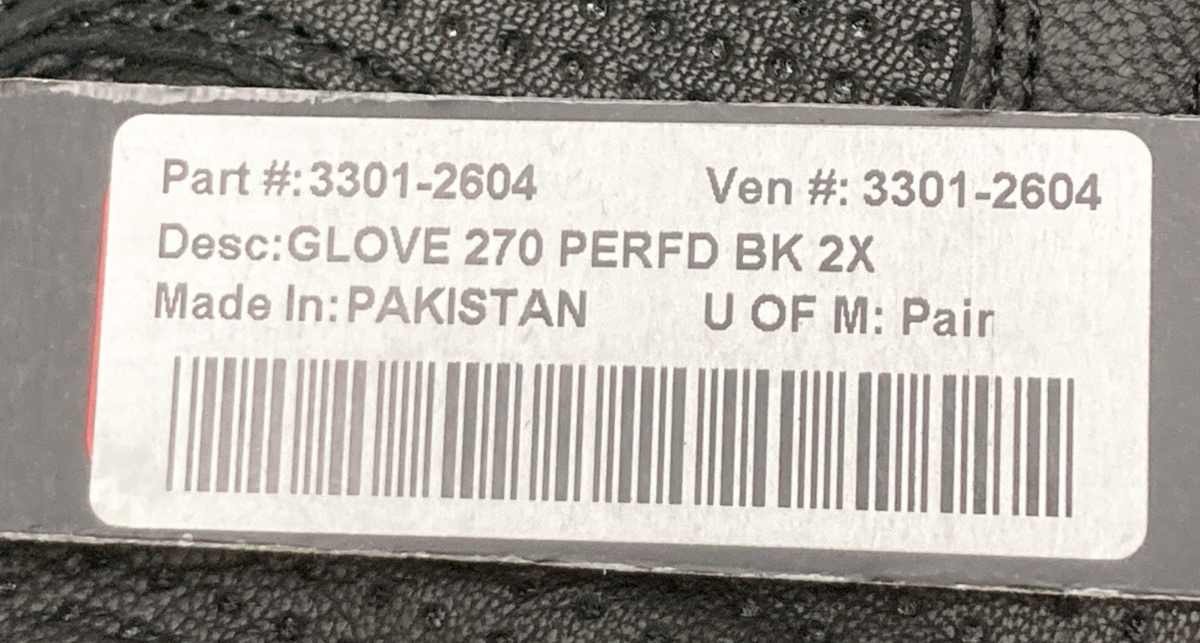 Part #: 3301-2604 Ven #: 3301-2604
Desc:GLOVE 270 PERFD BK 2X
Made In: PAKISTAN U OF M: Pair